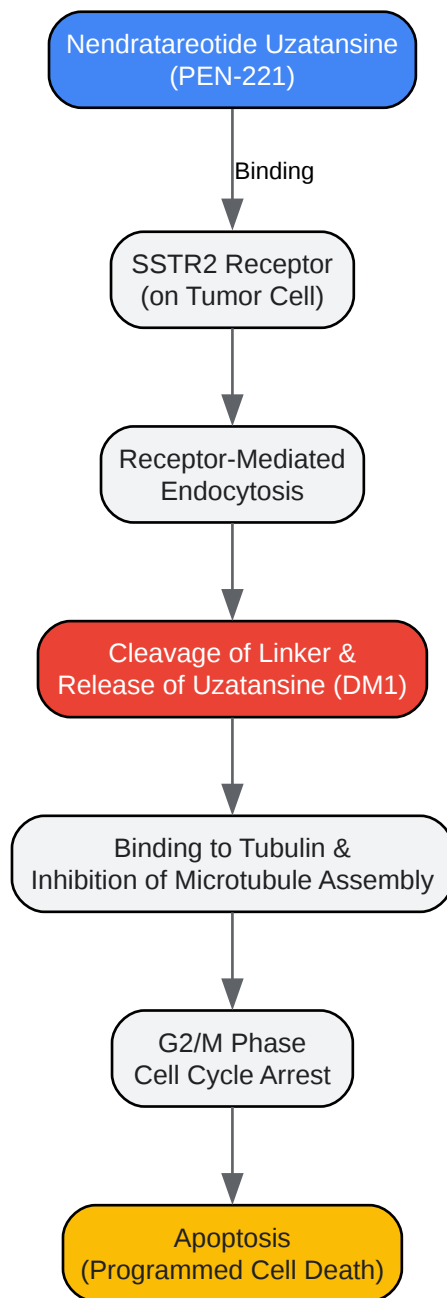 Nendratareotide Uzatansine
(PEN-221)
Binding
SSTR2 Receptor
(on Tumor Cell)
Receptor-Mediated
Endocytosis
Cleavage of Linker &
Release of Uzatansine (DM1)
Binding to Tubulin &
Inhibition of Microtubule Assembly
G2/M Phase
Cell Cycle Arrest
Apoptosis
(Programmed Cell Death)